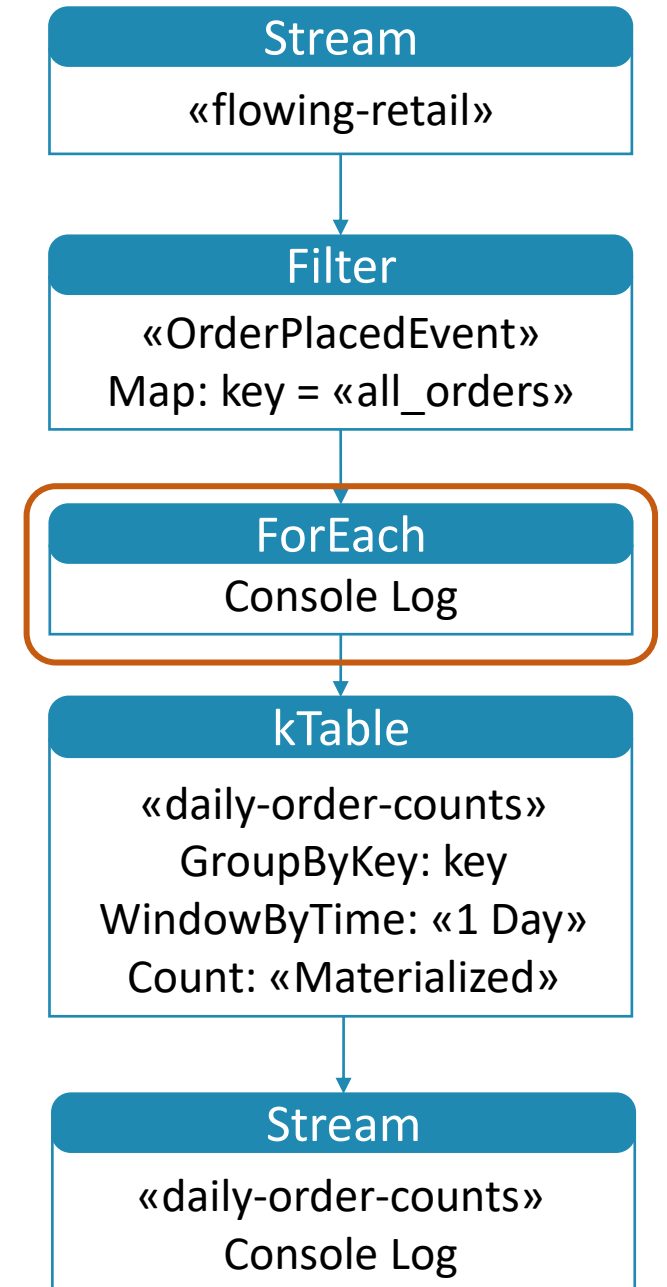 Stream
«flowing-retail»
Filter
«OrderPlacedEvent»
Map: key = «all_orders»
ForEach
Console Log
kTable
«daily-order-counts»
GroupByKey: key
WindowByTime: «1 Day»
Count: «Materialized»
Stream
«daily-order-counts»
Console Log